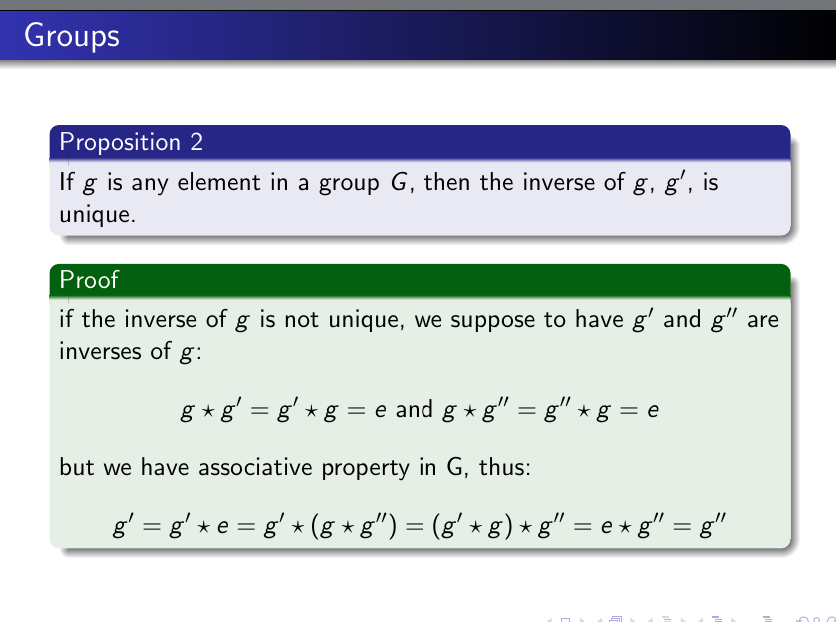 Groups
Proposition 2
If g is any element in a group G, then the inverse of g, g′, is
unique.
Proof
if the inverse of g is not unique, we suppose to have g′ and g″ are
inverses of g:
g ⋆ g′ = g′ ⋆ g = e and g ⋆ g″ = g″ ⋆ g = e
but we have associative property in G, thus:
g′ = g′ ⋆ e = g′ ⋆ (g ⋆ g″) = (g′ ⋆ g) ⋆ g″ = e ⋆ g″ = g″